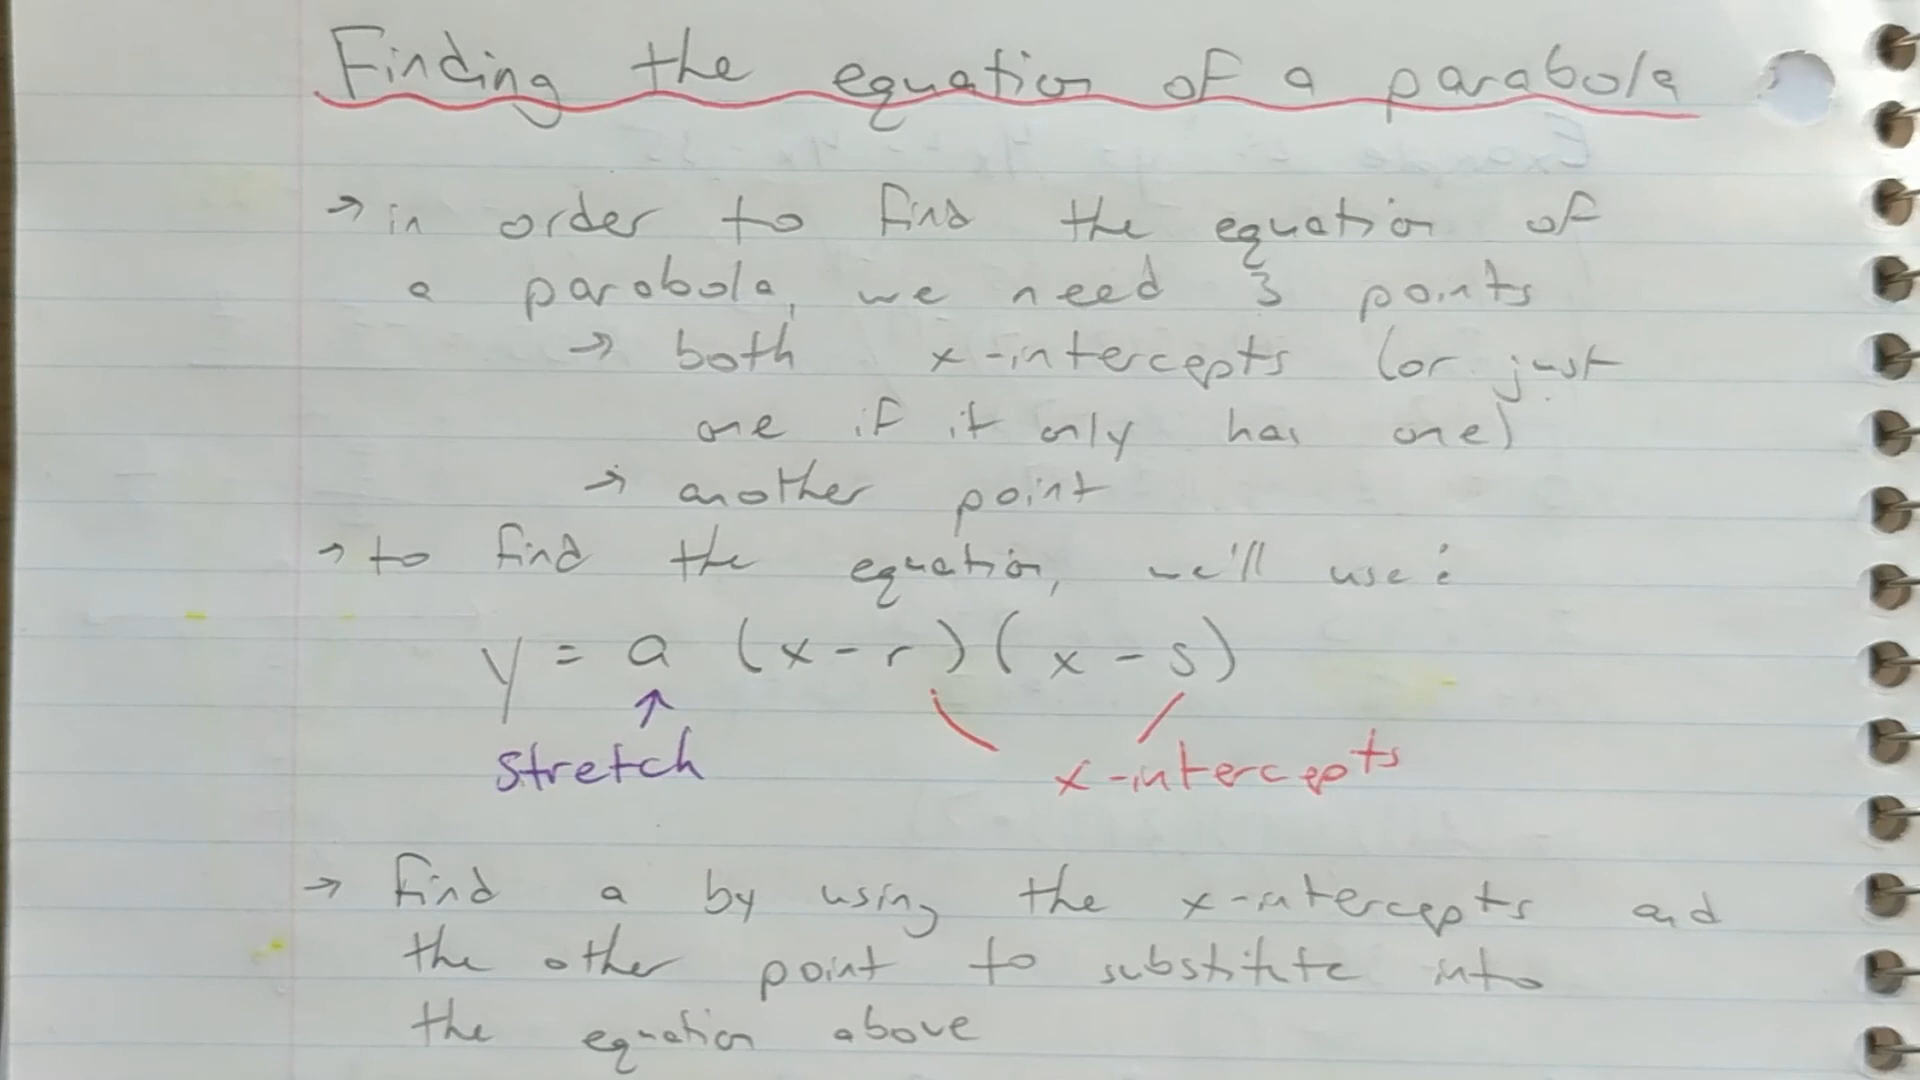 Finding the equation of a parabola
→ in order to find the equation of
a parabola, we need 3 points
→ both x-intercepts (or just
one if it only has one)
→ another point
→ to find the equation, we'll use:
y = a (x-r)(x-s)
stretch
x-intercepts
→ Find a by using the x-intercepts and
the other point to substitute into
the equation above